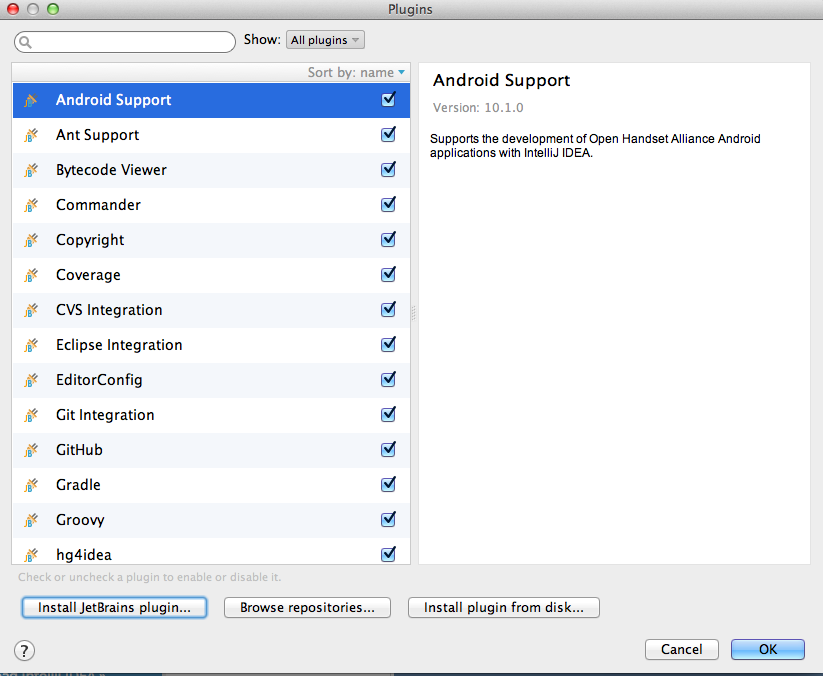 Plugins
Show: All plugins
Sort by: name
Android Support
Ant Support
Bytecode Viewer
Commander
Copyright
Coverage
CVS Integration
Eclipse Integration
EditorConfig
Git Integration
GitHub
Gradle
Groovy
hg4idea
Android Support
Version: 10.1.0
Supports the development of Open Handset Alliance Android
applications with IntelliJ IDEA.
Check or uncheck a plugin to enable or disable it.
Install JetBrains plugin... Browse repositories... Install plugin from disk...
? Cancel OK